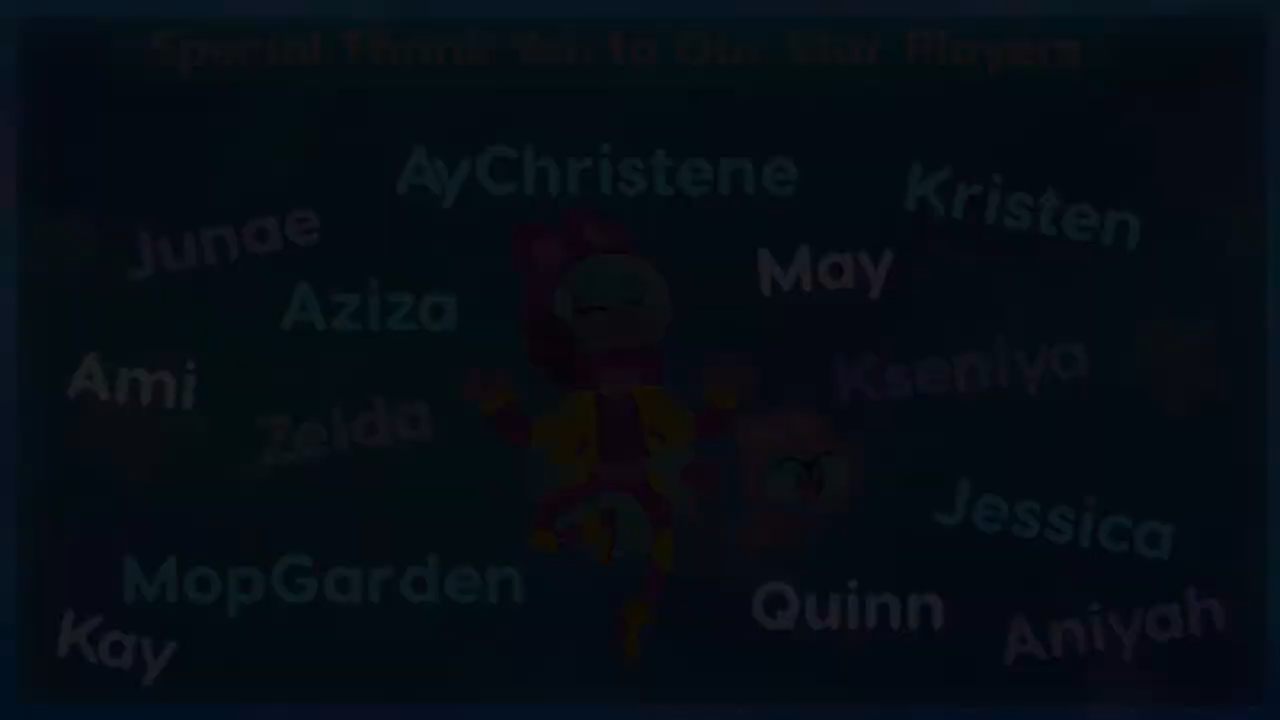 Special Thank You to Our Star Players
AyChristene
Kristen
Junae
May
Aziza
Kseniya
Ami
Zelda
Jessica
MopGarden
Quinn
Aniyah
Kay